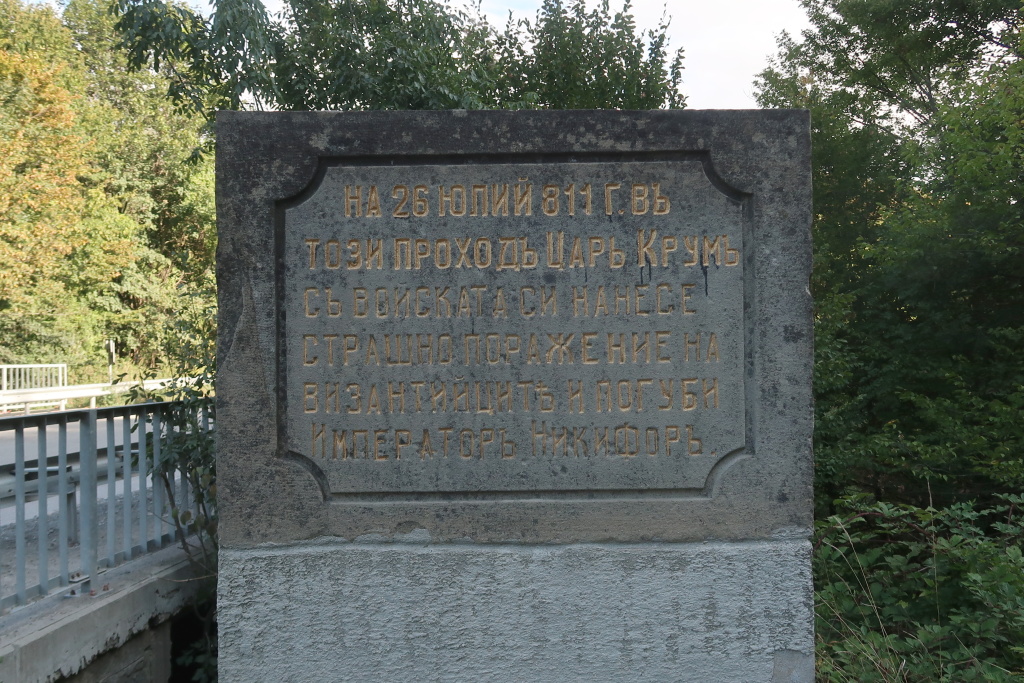 НА 26 ЮЛИЙ 811 Г. ВЪ
ТОЗИ ПРОХОДЪ ЦАРЬ КРУМЪ
СЪ ВОИСКАТА СИ НАНЕСЕ
СТРАШНО ПОРАЖЕНИЕ НА
ВИЗАНТИЙЦИТѢ И ПОГУБИ
ИМПЕРАТОРЪ НИКИФОРЪ.